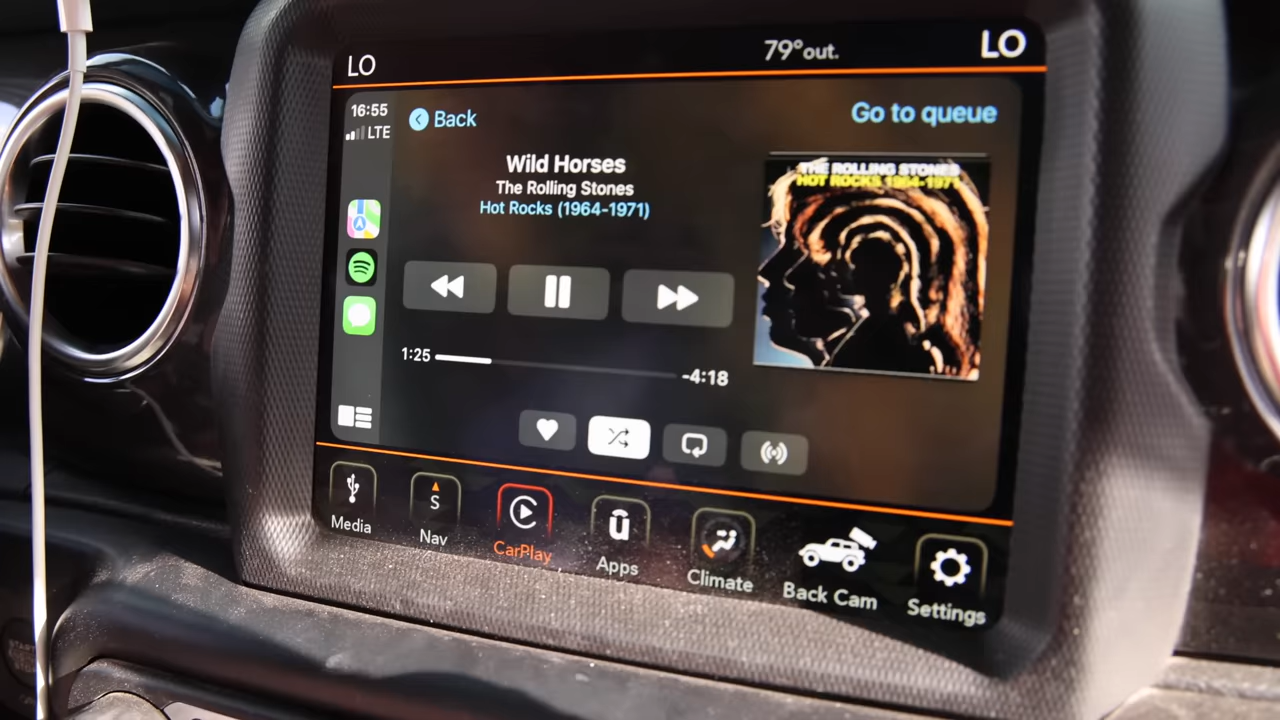 LO
79°out.
LO
16:55
LTE
Back
Go to queue
Wild Horses
The Rolling Stones
Hot Rocks (1964-1971)
THE ROLLING STONES
HOT ROCKS 1964-1971
1:25
-4:18
Media
S
Nav
CarPlay
Apps
Climate
Back Cam
Settings